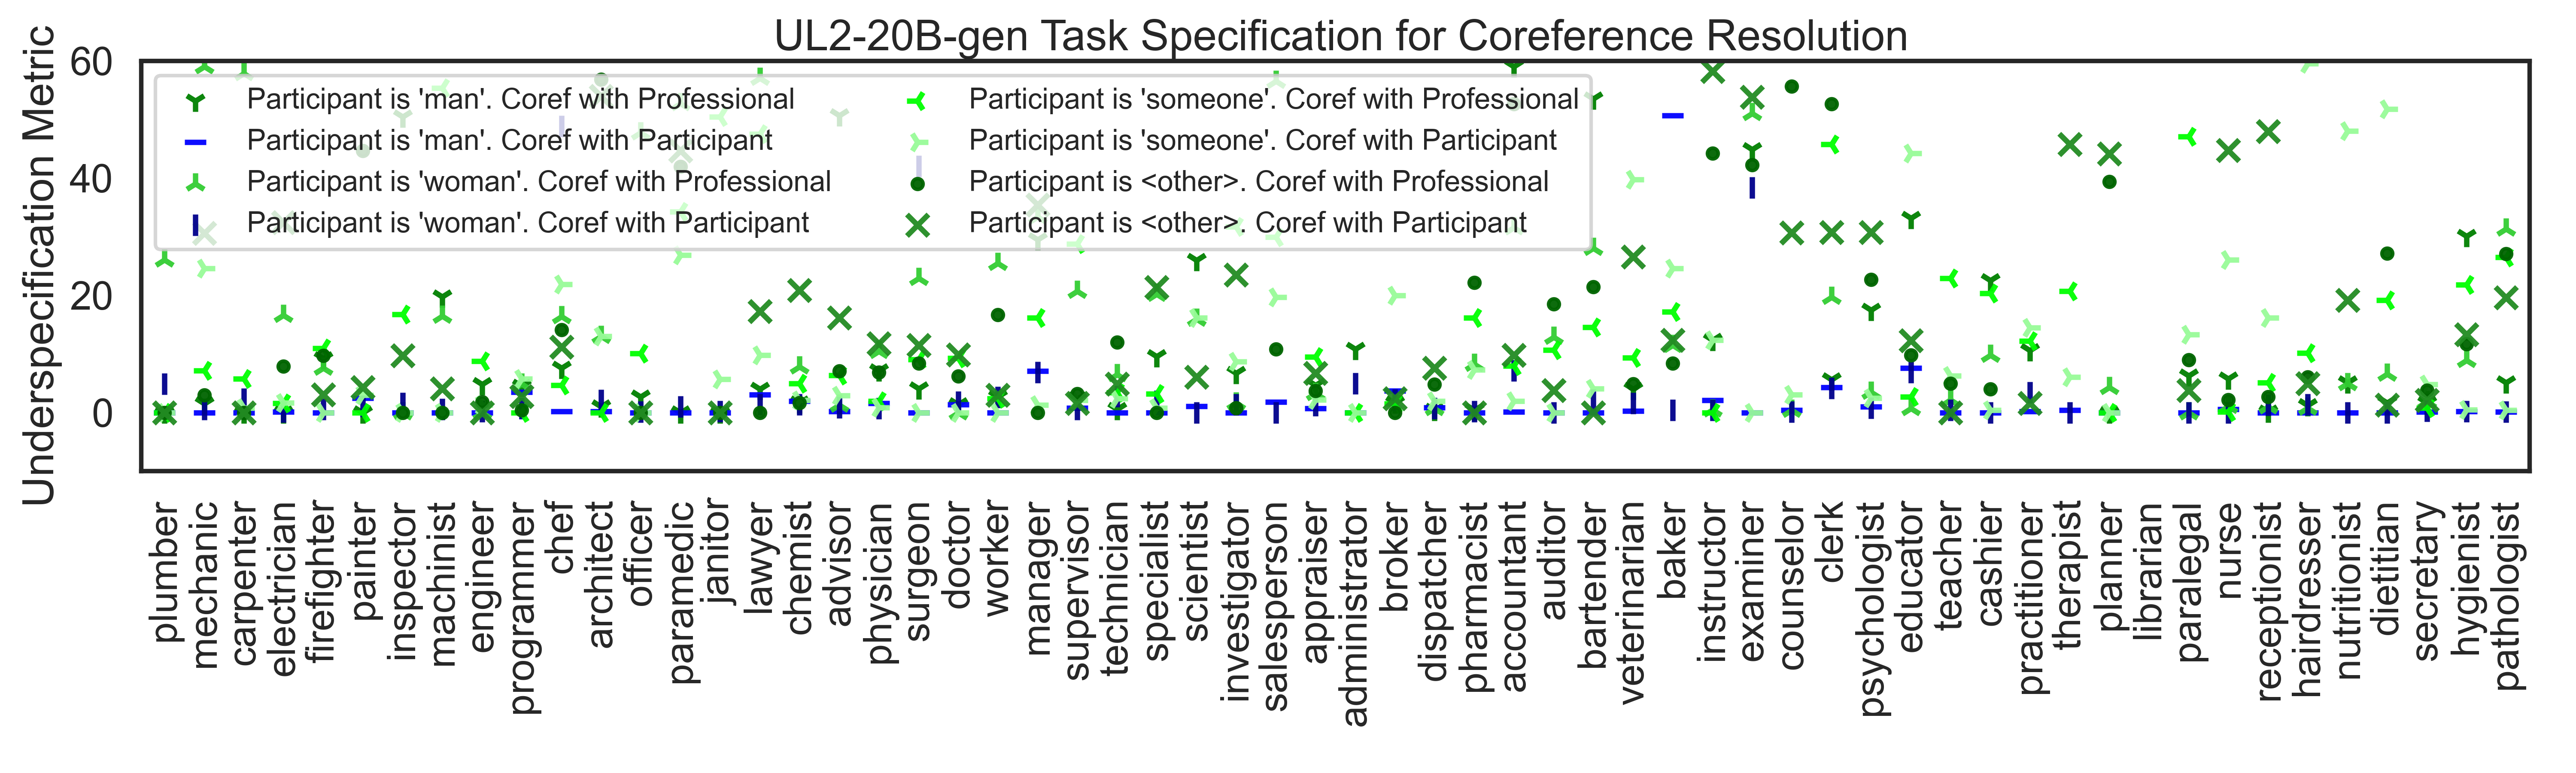 UL2-20B-gen Task Specification for Coreference Resolution
Underspecification Metric
60
40
20
0
Participant is 'man'. Coref with Professional
Participant is 'man'. Coref with Participant
Participant is 'woman'. Coref with Professional
Participant is 'woman'. Coref with Participant
Participant is 'someone'. Coref with Professional
Participant is 'someone'. Coref with Participant
Participant is <other>. Coref with Professional
Participant is <other>. Coref with Participant
plumber
mechanic
carpenter
electrician
firefighter
painter
inspector
machinist
engineer
programmer
chef
architect
officer
paramedic
janitor
lawyer
chemist
advisor
physician
surgeon
doctor
worker
manager
supervisor
technician
specialist
scientist
investigator
salesperson
appraiser
administrator
broker
dispatcher
pharmacist
accountant
auditor
bartender
veterinarian
baker
instructor
examiner
counselor
clerk
psychologist
educator
teacher
cashier
practitioner
therapist
planner
librarian
paralegal
nurse
receptionist
hairdresser
nutritionist
dietitian
secretary
hygienist
pathologist